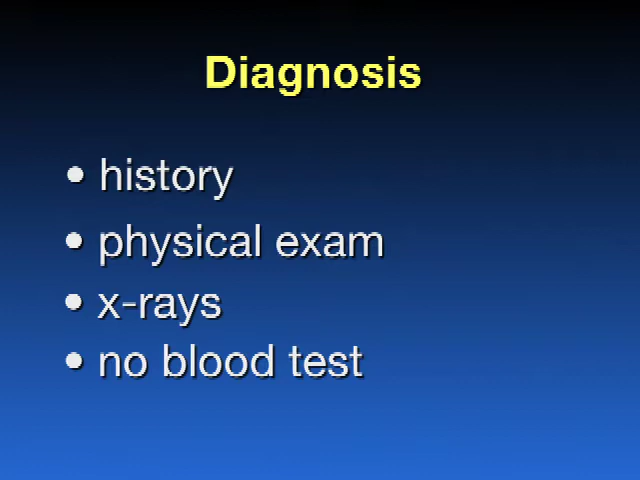 Diagnosis
• history
• physical exam
• x-rays
• no blood test